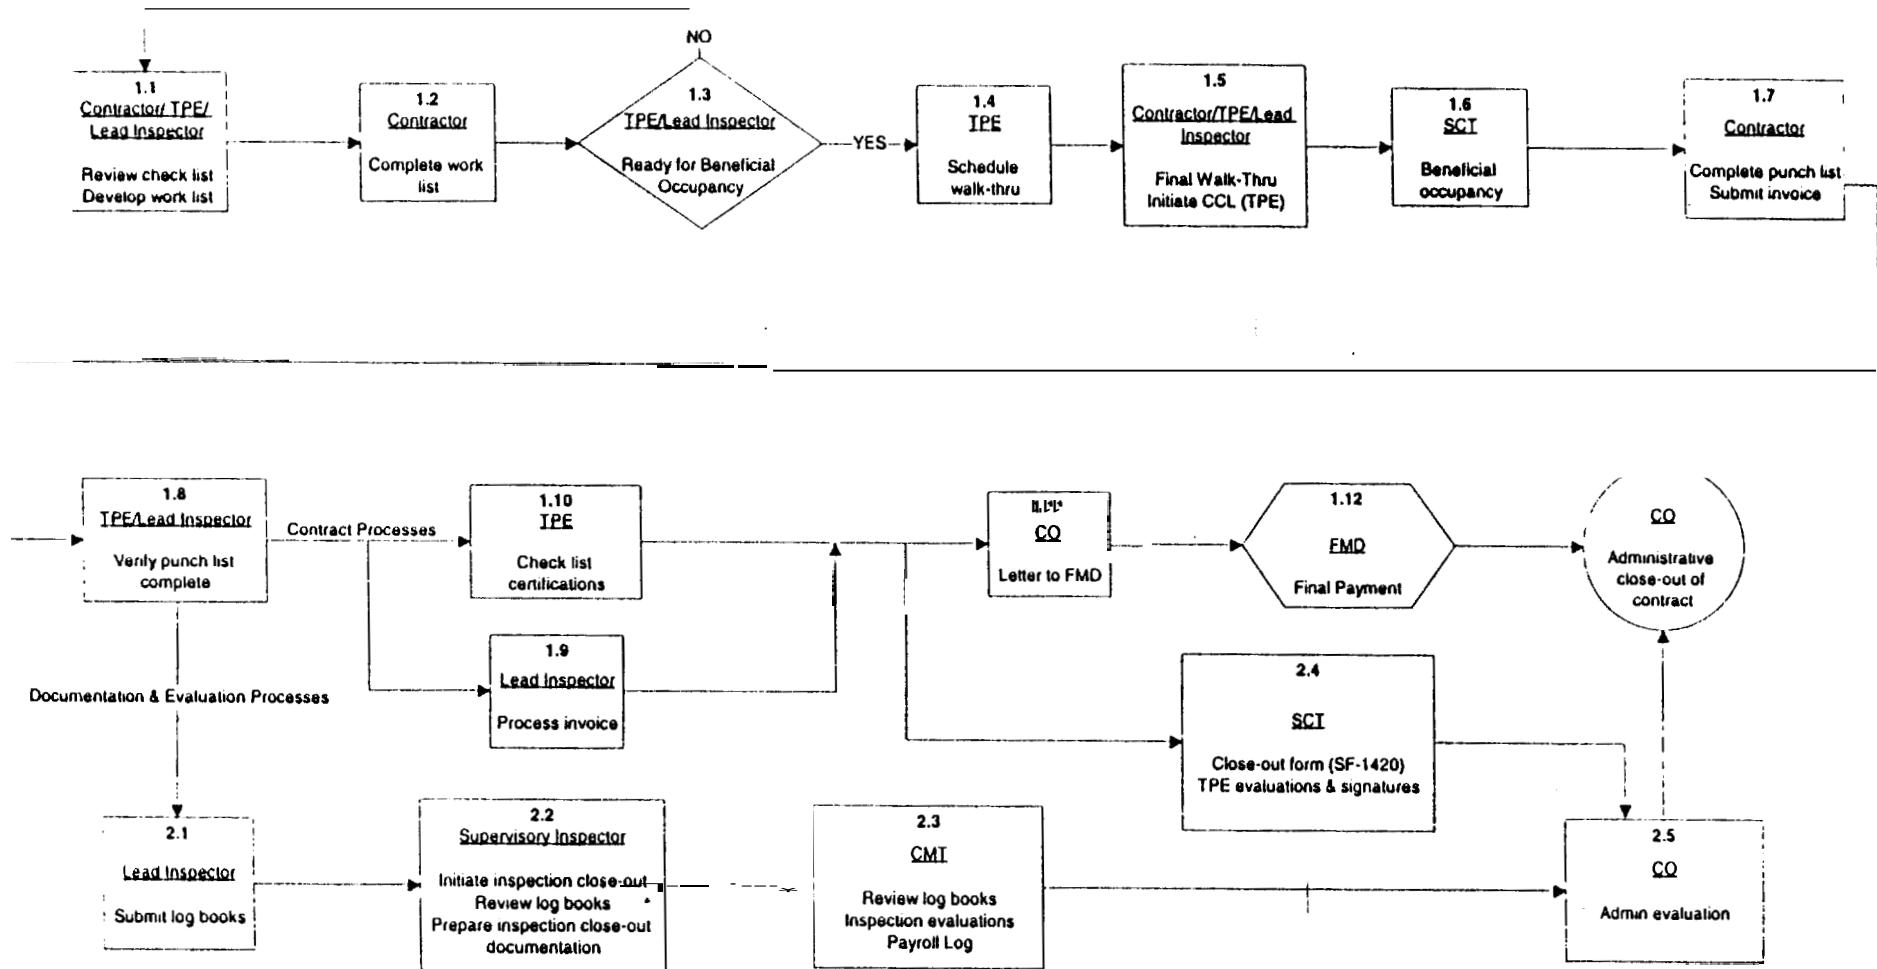 NO
1.1
Contractor/ TPE/
Lead Inspector
Review check list
Develop work list
1.2
Contractor
Complete work
list
1.3
TPE/Lead Inspector
Ready for Beneficial
Occupancy
YES
1.4
TPE
Schedule
walk-thru
1.5
Contractor/TPE/Lead
Inspector
Final Walk-Thru
Initiate CCL (TPE)
1.6
SCT
Beneficial
occupancy
1.7
Contractor
Complete punch list
Submit invoice
1.8
TPE/Lead Inspector
Verify punch list
complete
Contract Processes
1.10
TPE
Check list
certifications
CO
Letter to FMD
1.12
FMD
Final Payment
CO
Administrative
close-out of
contract
1.9
Lead Inspector
Process invoice
Documentation & Evaluation Processes
2.4
SCT
Close-out form (SF-1420)
TPE evaluations & signatures
2.1
Lead Inspector
Submit log books
2.2
Supervisory Inspector
Initiate inspection close-out
Review log books
Prepare inspection close-out
documentation
2.3
CMT
Review log books
Inspection evaluations
Payroll Log
2.5
CO
Admin evaluation